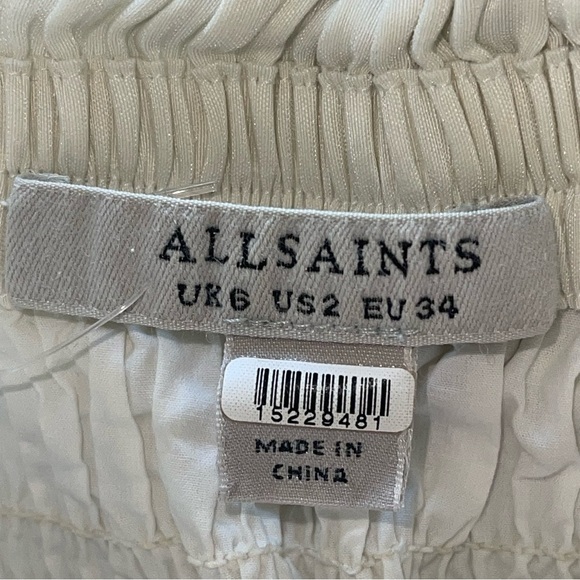 ALLSAINTS
UK6 US2 EU34
15229481
MADE IN
CHINA